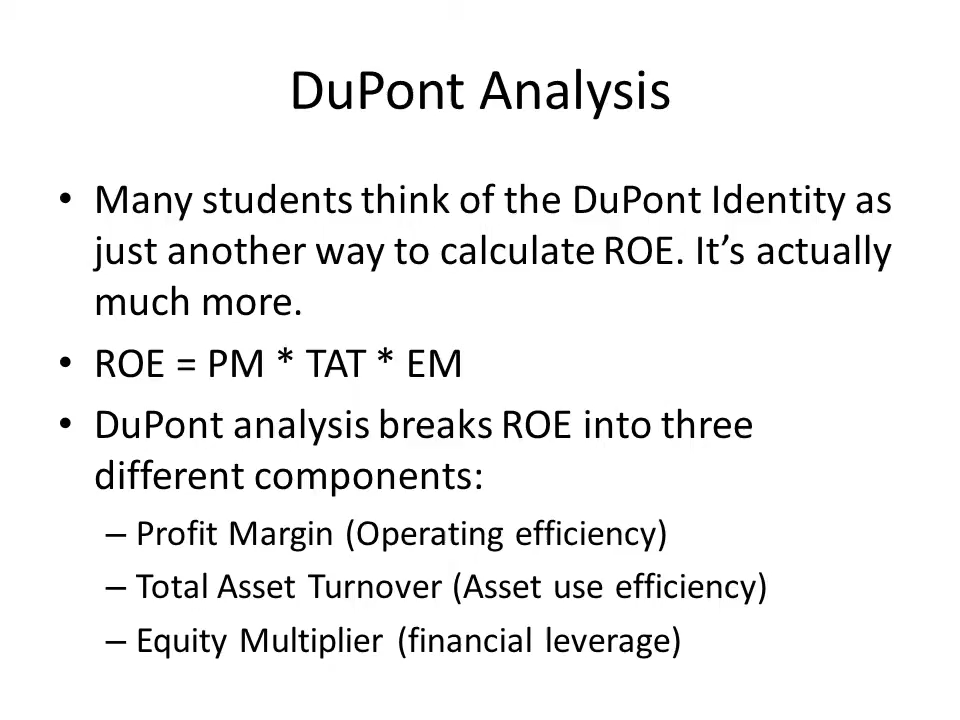 DuPont Analysis
• Many students think of the DuPont Identity as
just another way to calculate ROE. It’s actually
much more.
• ROE = PM * TAT * EM
• DuPont analysis breaks ROE into three
different components:
– Profit Margin (Operating efficiency)
– Total Asset Turnover (Asset use efficiency)
– Equity Multiplier (financial leverage)